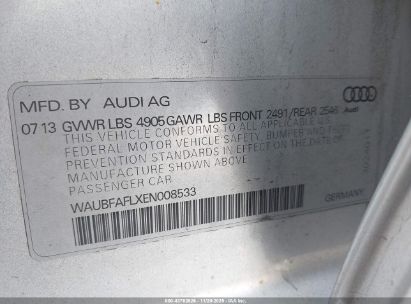 MFD. BY AUDI AG
07 13 GVWR LBS 4905 GAWR LBS FRONT 2491/REAR 2546
THIS VEHICLE CONFORMS TO ALL APPLICABLE U.S.
FEDERAL MOTOR VEHICLE SAFETY, BUMPER AND THEFT
PREVENTION STANDARDS IN EFFECT ON THE DATE OF
MANUFACTURE SHOWN ABOVE
PASSENGER CAR
WAUBFAFLXEN008533
GERMANY
Audi